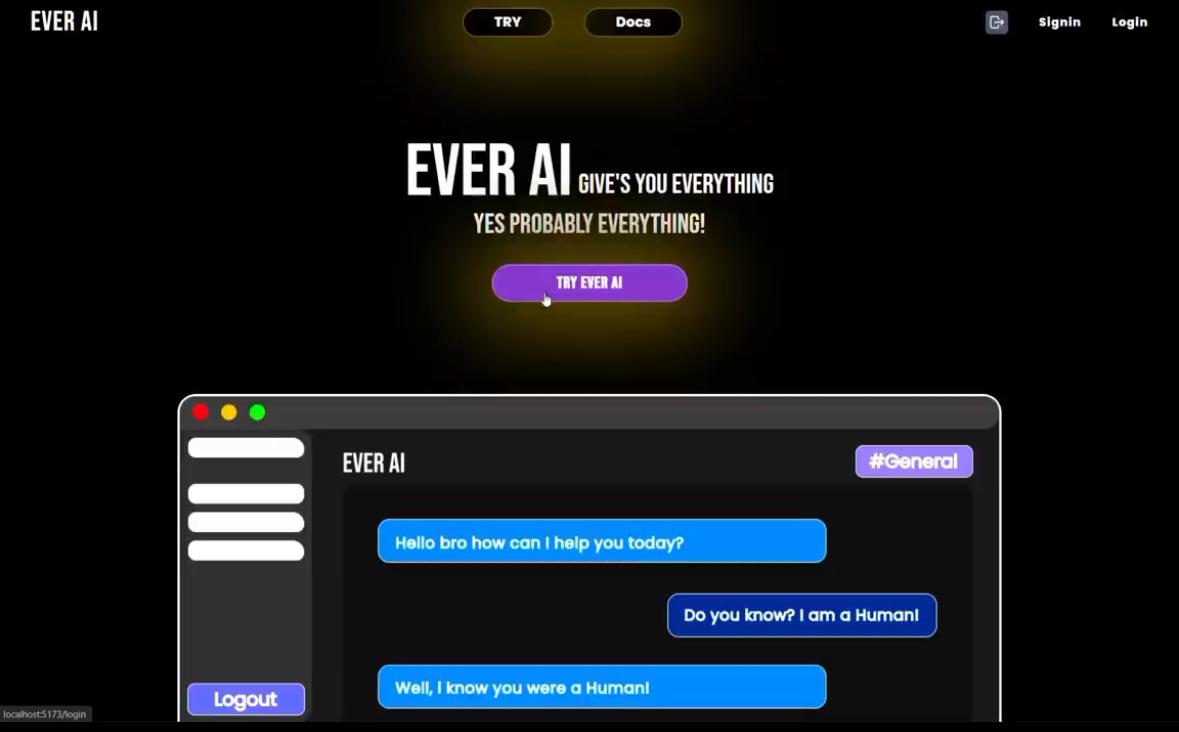 EVER AI
TRY
Docs
Signin
Login
EVER AI GIVE'S YOU EVERYTHING
YES PROBABLY EVERYTHING!
TRY EVER AI
EVER AI
#General
Hello bro how can I help you today?
Do you know? I am a Human!
Well, i know you were a Human!
Logout
localhost:5173/login